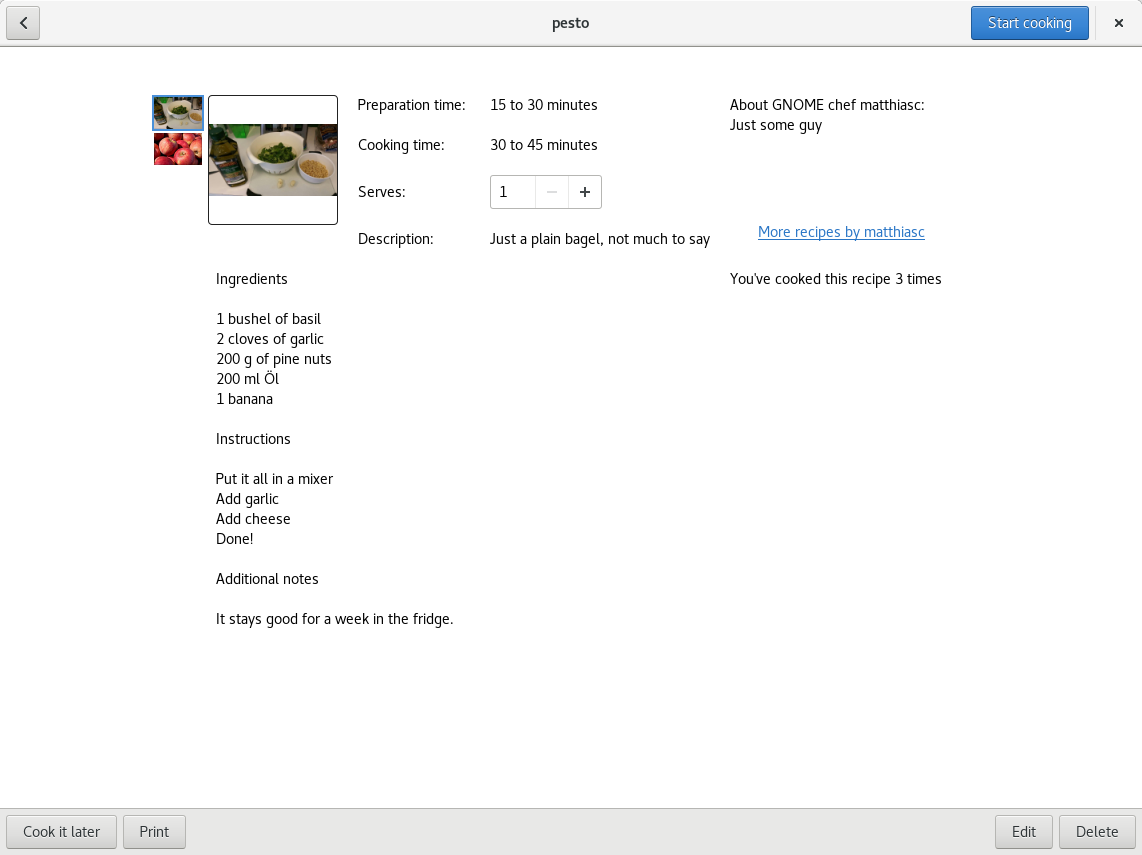 pesto
Start cooking
Preparation time: 15 to 30 minutes
Cooking time: 30 to 45 minutes
Serves: 1
Description: Just a plain bagel, not much to say
About GNOME chef matthiasc:
Just some guy
More recipes by matthiasc
You've cooked this recipe 3 times
Ingredients
1 bushel of basil
2 cloves of garlic
200 g of pine nuts
200 ml Öl
1 banana
Instructions
Put it all in a mixer
Add garlic
Add cheese
Done!
Additional notes
It stays good for a week in the fridge.
Cook it later
Print
Edit
Delete